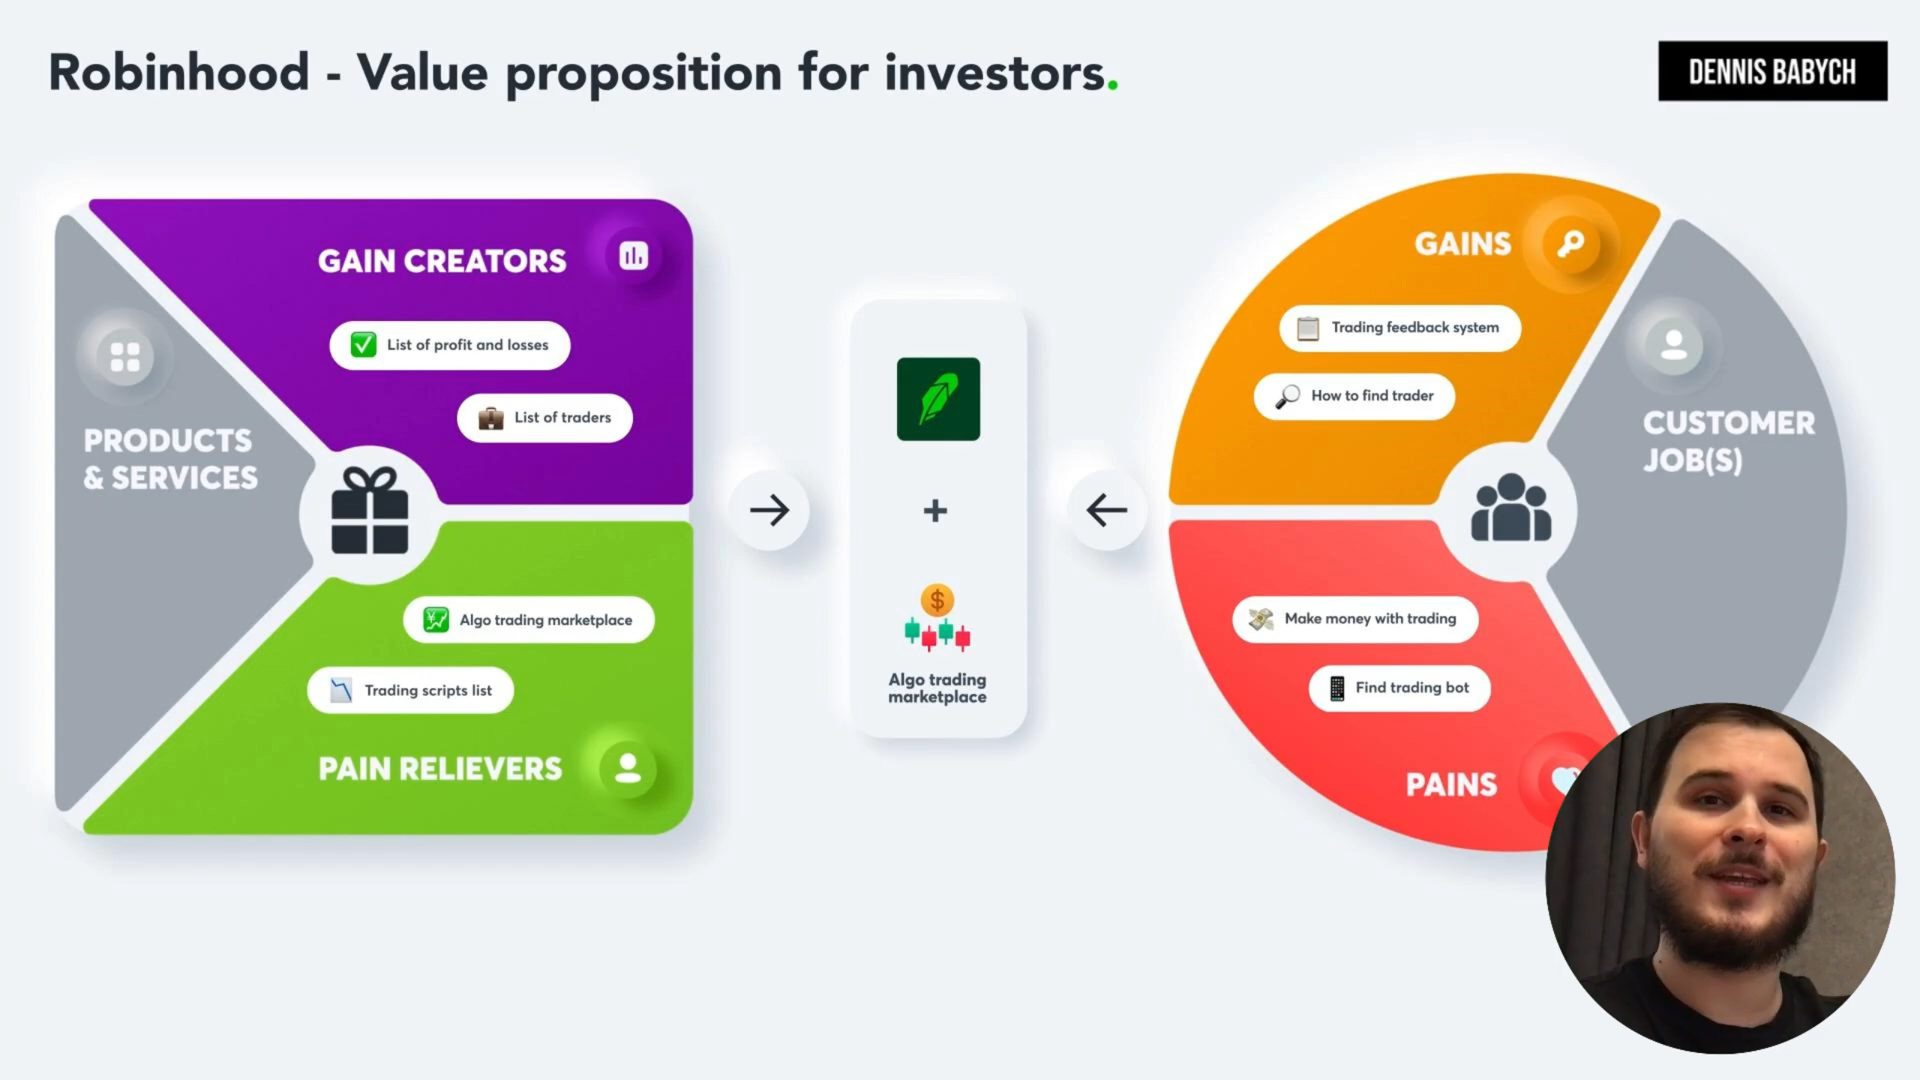 Robinhood - Value proposition for investors.
DENNIS BABYCH
GAIN CREATORS
List of profit and losses
List of traders
PRODUCTS
& SERVICES
Algo trading marketplace
Trading scripts list
PAIN RELIEVERS
+
$
Algo trading
marketplace
GAINS
Trading feedback system
How to find trader
CUSTOMER
JOB(S)
Make money with trading
Find trading bot
PAINS